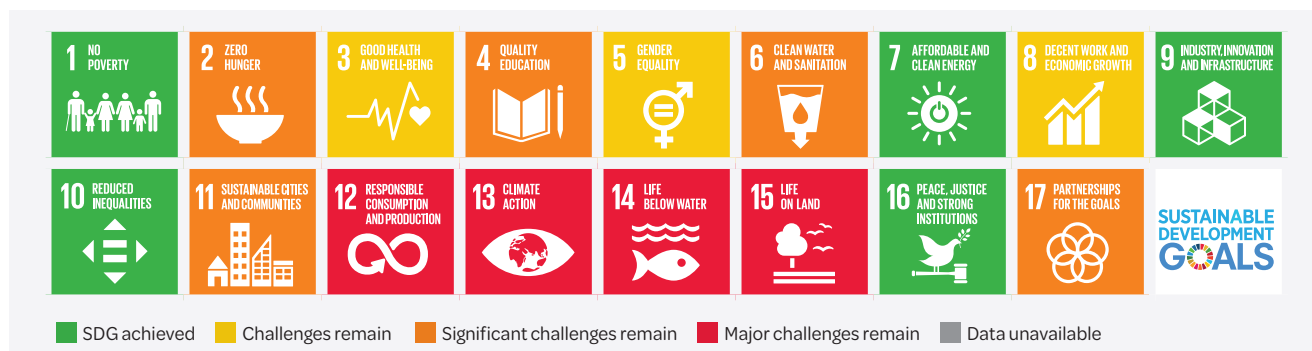 1 NO
POVERTY
2 ZERO
HUNGER
3 GOOD HEALTH
AND WELL-BEING
4 QUALITY
EDUCATION
5 GENDER
EQUALITY
6 CLEAN WATER
AND SANITATION
7 AFFORDABLE AND
CLEAN ENERGY
8 DECENT WORK AND
ECONOMIC GROWTH
9 INDUSTRY, INNOVATION
AND INFRASTRUCTURE
10 REDUCED
INEQUALITIES
11 SUSTAINABLE CITIES
AND COMMUNITIES
12 RESPONSIBLE
CONSUMPTION
AND PRODUCTION
13 CLIMATE
ACTION
14 LIFE
BELOW WATER
15 LIFE
ON LAND
16 PEACE, JUSTICE
AND STRONG
INSTITUTIONS
17 PARTNERSHIPS
FOR THE GOALS
SUSTAINABLE
DEVELOPMENT
GOALS
SDG achieved Challenges remain Significant challenges remain Major challenges remain Data unavailable